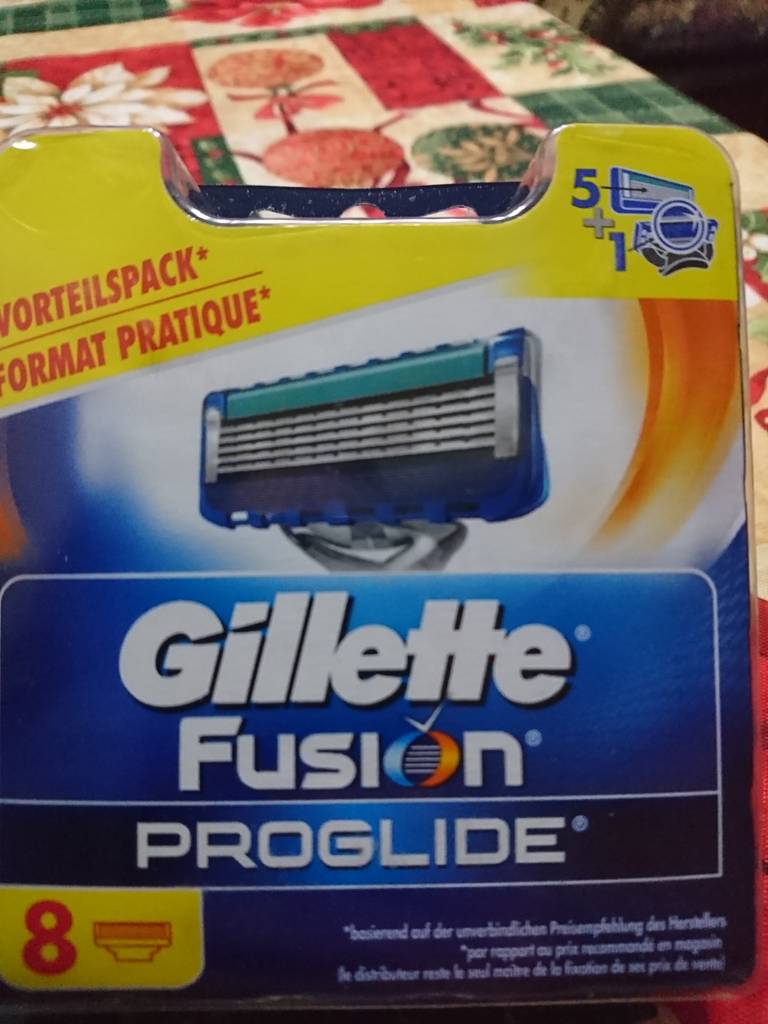 5
+
1
VORTEILSPACK*
FORMAT PRATIQUE*
Gillette®
FUSION®
PROGLIDE®
8
*basierend auf der unverbindlichen Preisempfehlung des Herstellers
*par rapport au prix recommandé en magasin
(le distributeur reste le seul maître de la fixation de ses prix de vente)